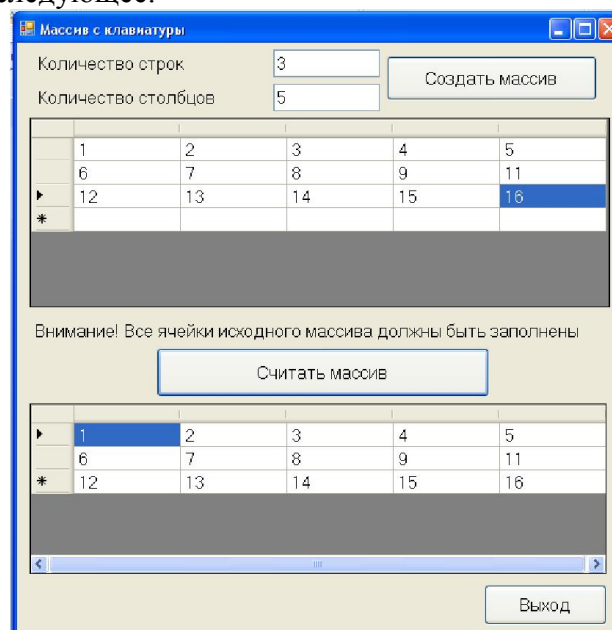 следующее:
Массив с клавиатуры
Количество строк 3 Создать массив
Количество столбцов 5
1 2 3 4 5
6 7 8 9 11
12 13 14 15 16
Внимание! Все ячейки исходного массива должны быть заполнены
Считать массив
1 2 3 4 5
6 7 8 9 11
12 13 14 15 16
Выход